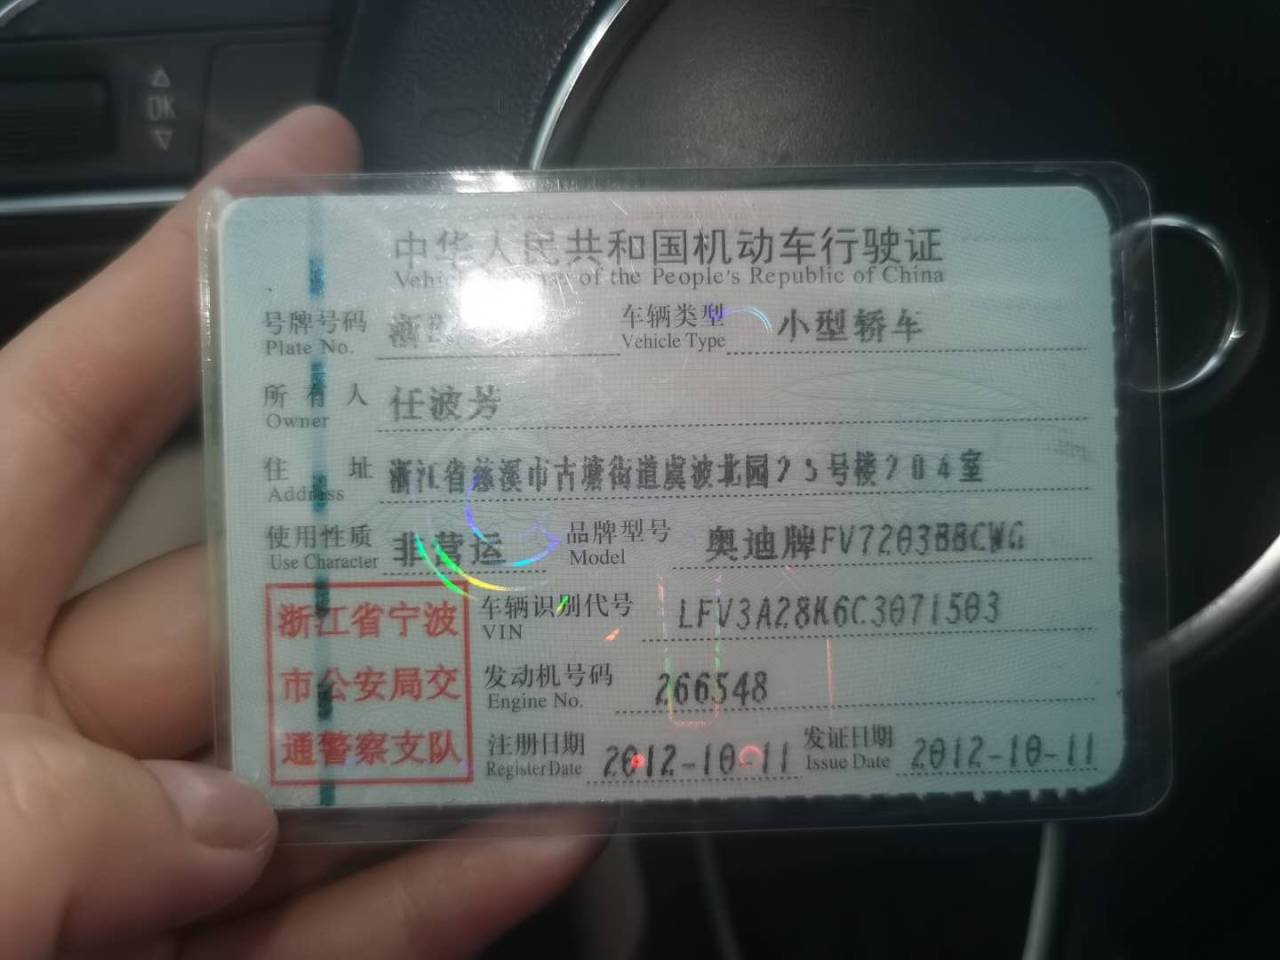 OK
中华人民共和国机动车行驶证
of the People's Republic of China
号牌号码 浙B 车辆类型 小型轿车
Plate No. Vehicle Type
所有人 任波芳
Owner
住址 浙江省慈溪市古塘街道虞波北园25号楼204室
Address
使用性质 非营运 品牌型号 奥迪牌FV7203BBCWG
Use Character Model
浙江省宁波市公安局交通警察支队
车辆识别代号 LFV3A28K6C3071503
VIN
发动机号码 266548
Engine No.
注册日期 2012-10-11 发证日期 2012-10-11
Register Date Issue Date